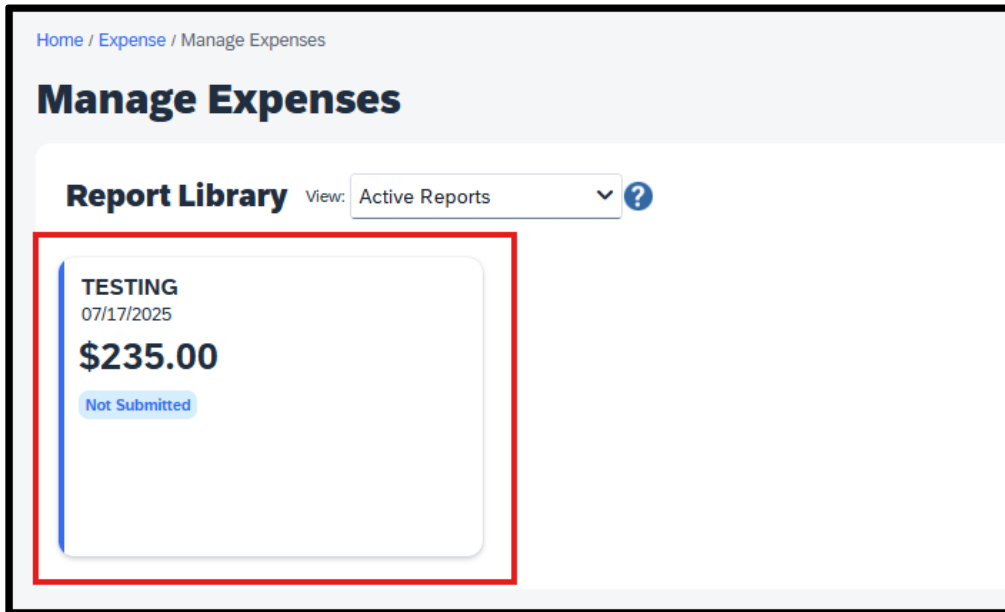 Home / Expense / Manage Expenses
Manage Expenses
Report Library View: Active Reports ?
TESTING
07/17/2025
$235.00
Not Submitted